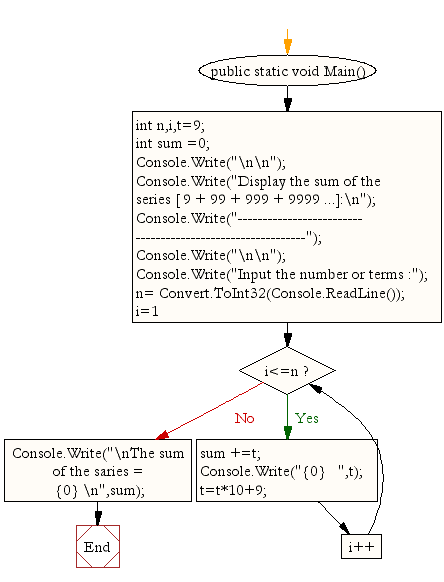 public static void Main()
int n,i,t=9;
int sum =0;
Console.Write("\n\n");
Console.Write("Display the sum of the
series [ 9 + 99 + 999 + 9999 ...]:\n");
Console.Write("-------------------------
----------------------------------");
Console.Write("\n\n");
Console.Write("Input the number or terms :");
n= Convert.ToInt32(Console.ReadLine());
i=1
i<=n ?
No
Yes
Console.Write("\nThe sum
of the saries =
{0} \n",sum);
sum +=t;
Console.Write("{0}   ",t);
t=t*10+9;
End
i++